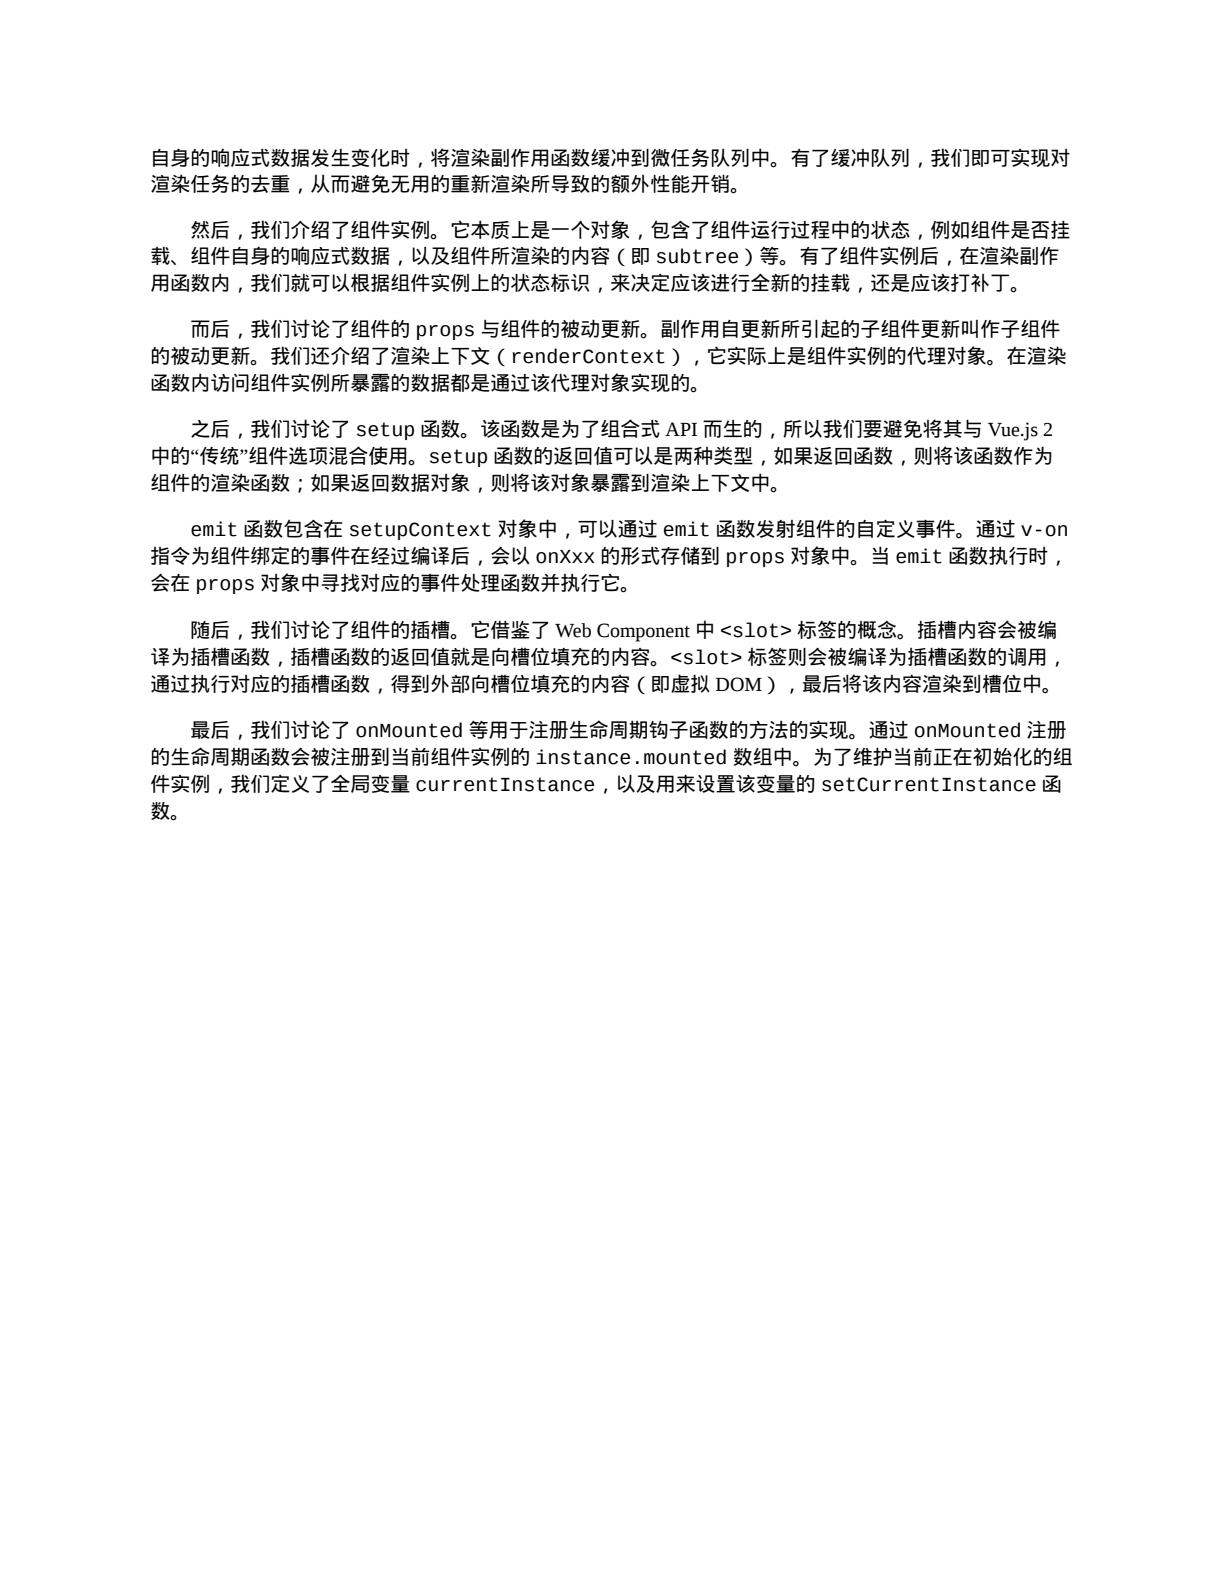 自身的响应式数据发生变化时，将渲染副作用函数缓冲到微任务队列中。有了缓冲队列，我们即可实现对
渲染任务的去重，从而避免无用的重新渲染所导致的额外性能开销。
然后，我们介绍了组件实例。它本质上是一个对象，包含了组件运行过程中的状态，例如组件是否挂
载、组件自身的响应式数据，以及组件所渲染的内容（即 subtree）等。有了组件实例后，在渲染副作
用函数内，我们就可以根据组件实例上的状态标识，来决定应该进行全新的挂载，还是应该打补丁。
而后，我们讨论了组件的 props 与组件的被动更新。副作用自更新所引起的子组件更新叫作子组件
的被动更新。我们还介绍了渲染上下文（renderContext），它实际上是组件实例的代理对象。在渲染
函数内访问组件实例所暴露的数据都是通过该代理对象实现的。
之后，我们讨论了 setup 函数。该函数是为了组合式 API 而生的，所以我们要避免将其与 Vue.js 2
中的“传统”组件选项混合使用。setup 函数的返回值可以是两种类型，如果返回函数，则将该函数作为
组件的渲染函数；如果返回数据对象，则将该对象暴露到渲染上下文中。
emit 函数包含在 setupContext 对象中，可以通过 emit 函数发射组件的自定义事件。通过 v-on
指令为组件绑定的事件在经过编译后，会以 onXxx 的形式存储到 props 对象中。当 emit 函数执行时，
会在 props 对象中寻找对应的事件处理函数并执行它。
随后，我们讨论了组件的插槽。它借鉴了 Web Component 中 <slot> 标签的概念。插槽内容会被编
译为插槽函数，插槽函数的返回值就是向槽位填充的内容。<slot> 标签则会被编译为插槽函数的调用，
通过执行对应的插槽函数，得到外部向槽位填充的内容（即虚拟 DOM），最后将该内容渲染到槽位中。
最后，我们讨论了 onMounted 等用于注册生命周期钩子函数的方法的实现。通过 onMounted 注册
的生命周期函数会被注册到当前组件实例的 instance.mounted 数组中。为了维护当前正在初始化的组
件实例，我们定义了全局变量 currentInstance，以及用来设置该变量的 setCurrentInstance 函
数。